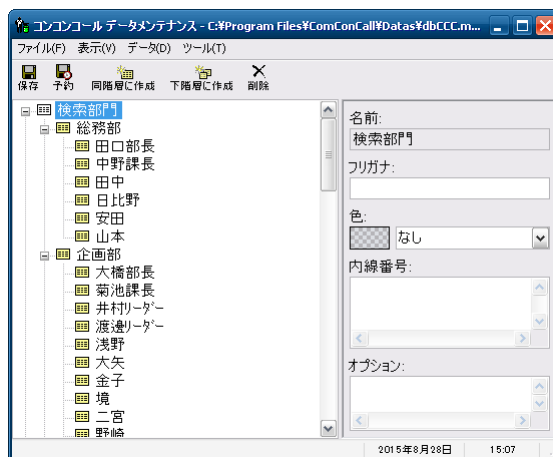 コンコンコール データメンテナンス - C:¥Program Files¥ComConCall¥Datas¥dbCCC.m...
ファイル(F) 表示(V) データ(D) ツール(T)
保存 予約 同階層に作成 下階層に作成 削除
検索部門
総務部
田口部長
中野課長
田中
日比野
安田
山本
企画部
大橋部長
菊池課長
井村リーダー
渡邊リーダー
浅野
大矢
金子
境
二宮
野崎
名前:
検索部門
フリガナ:
色:
なし
内線番号:
オプション:
2015年8月28日 15:07